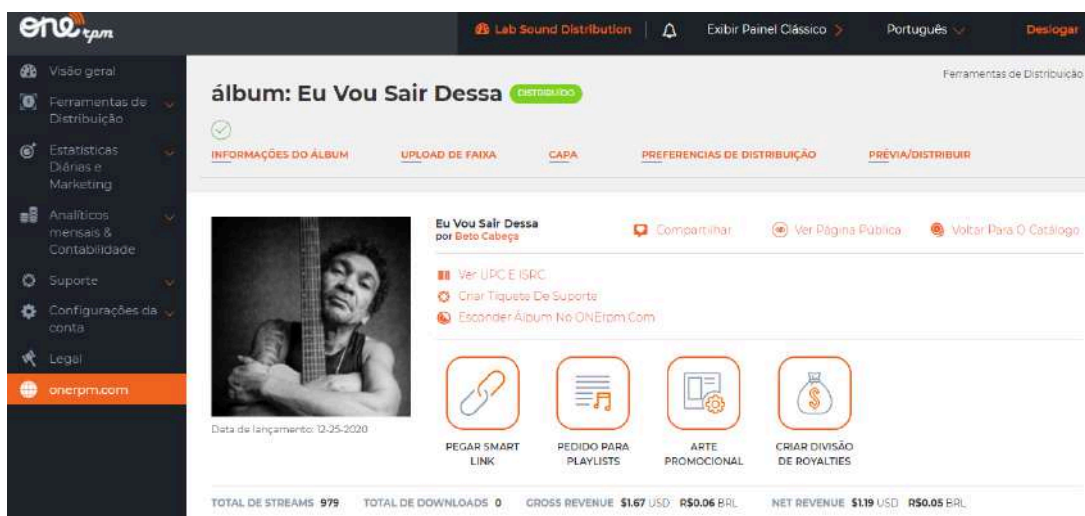 ONErpm
Lab Sound Distribution
Exibir Painel Clássico
Português
Deslogar
Visão geral
Ferramentas de
Distribuição
Estatísticas
Diárias e
Marketing
Analíticos
mensais &
Contabilidade
Suporte
Configurações da
conta
Legal
onerpm.com
Ferramentas de Distribuição
álbum: Eu Vou Sair Dessa DISTRIBUÍDO
INFORMAÇÕES DO ÁLBUM UPLOAD DE FAIXA CAPA PREFERENCIAS DE DISTRIBUIÇÃO PRÉVIA/DISTRIBUIR
Eu Vou Sair Dessa
por Beto Cabeça
Compartilhar Ver Página Pública Voltar Para O Catálogo
Ver UPC E ISRC
Criar Tíquete De Suporte
Esconder Álbum No ONErpm.Com
Data de lançamento: 12-25-2020
PEGAR SMART
LINK
PEDIDO PARA
PLAYLISTS
ARTE
PROMOCIONAL
CRIAR DIVISÃO
DE ROYALTIES
TOTAL DE STREAMS 979 TOTAL DE DOWNLOADS 0 GROSS REVENUE $1.67 USD R$0.06 BRL NET REVENUE $1.19 USD R$0.05 BRL